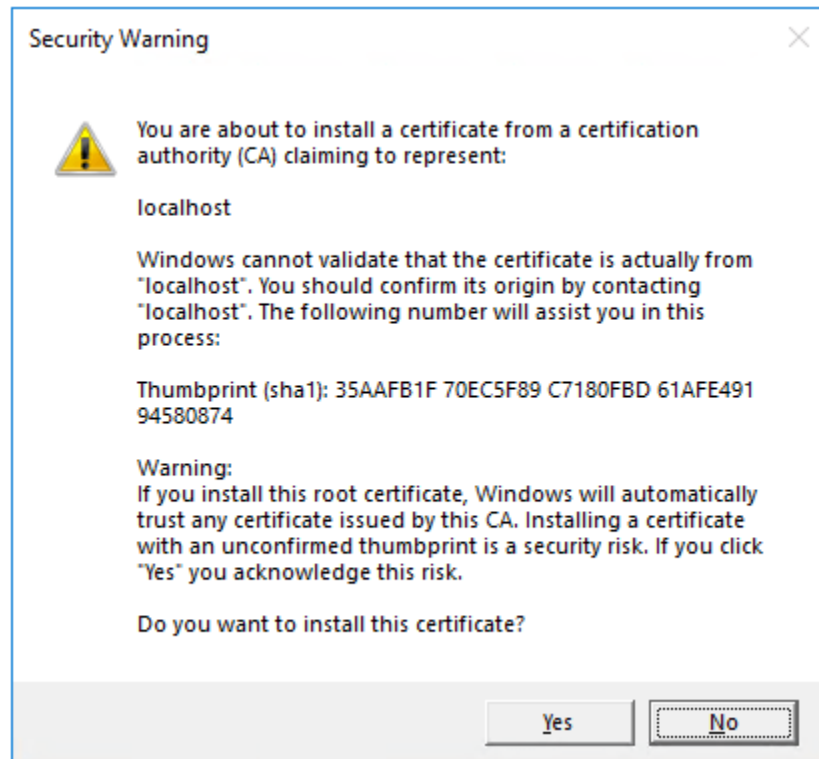 Security Warning
You are about to install a certificate from a certification
authority (CA) claiming to represent:
localhost
Windows cannot validate that the certificate is actually from
"localhost". You should confirm its origin by contacting
"localhost". The following number will assist you in this
process:
Thumbprint (sha1): 35AAFB1F 70EC5F89 C7180FBD 61AFE491
94580874
Warning:
If you install this root certificate, Windows will automatically
trust any certificate issued by this CA. Installing a certificate
with an unconfirmed thumbprint is a security risk. If you click
"Yes" you acknowledge this risk.
Do you want to install this certificate?
Yes
No